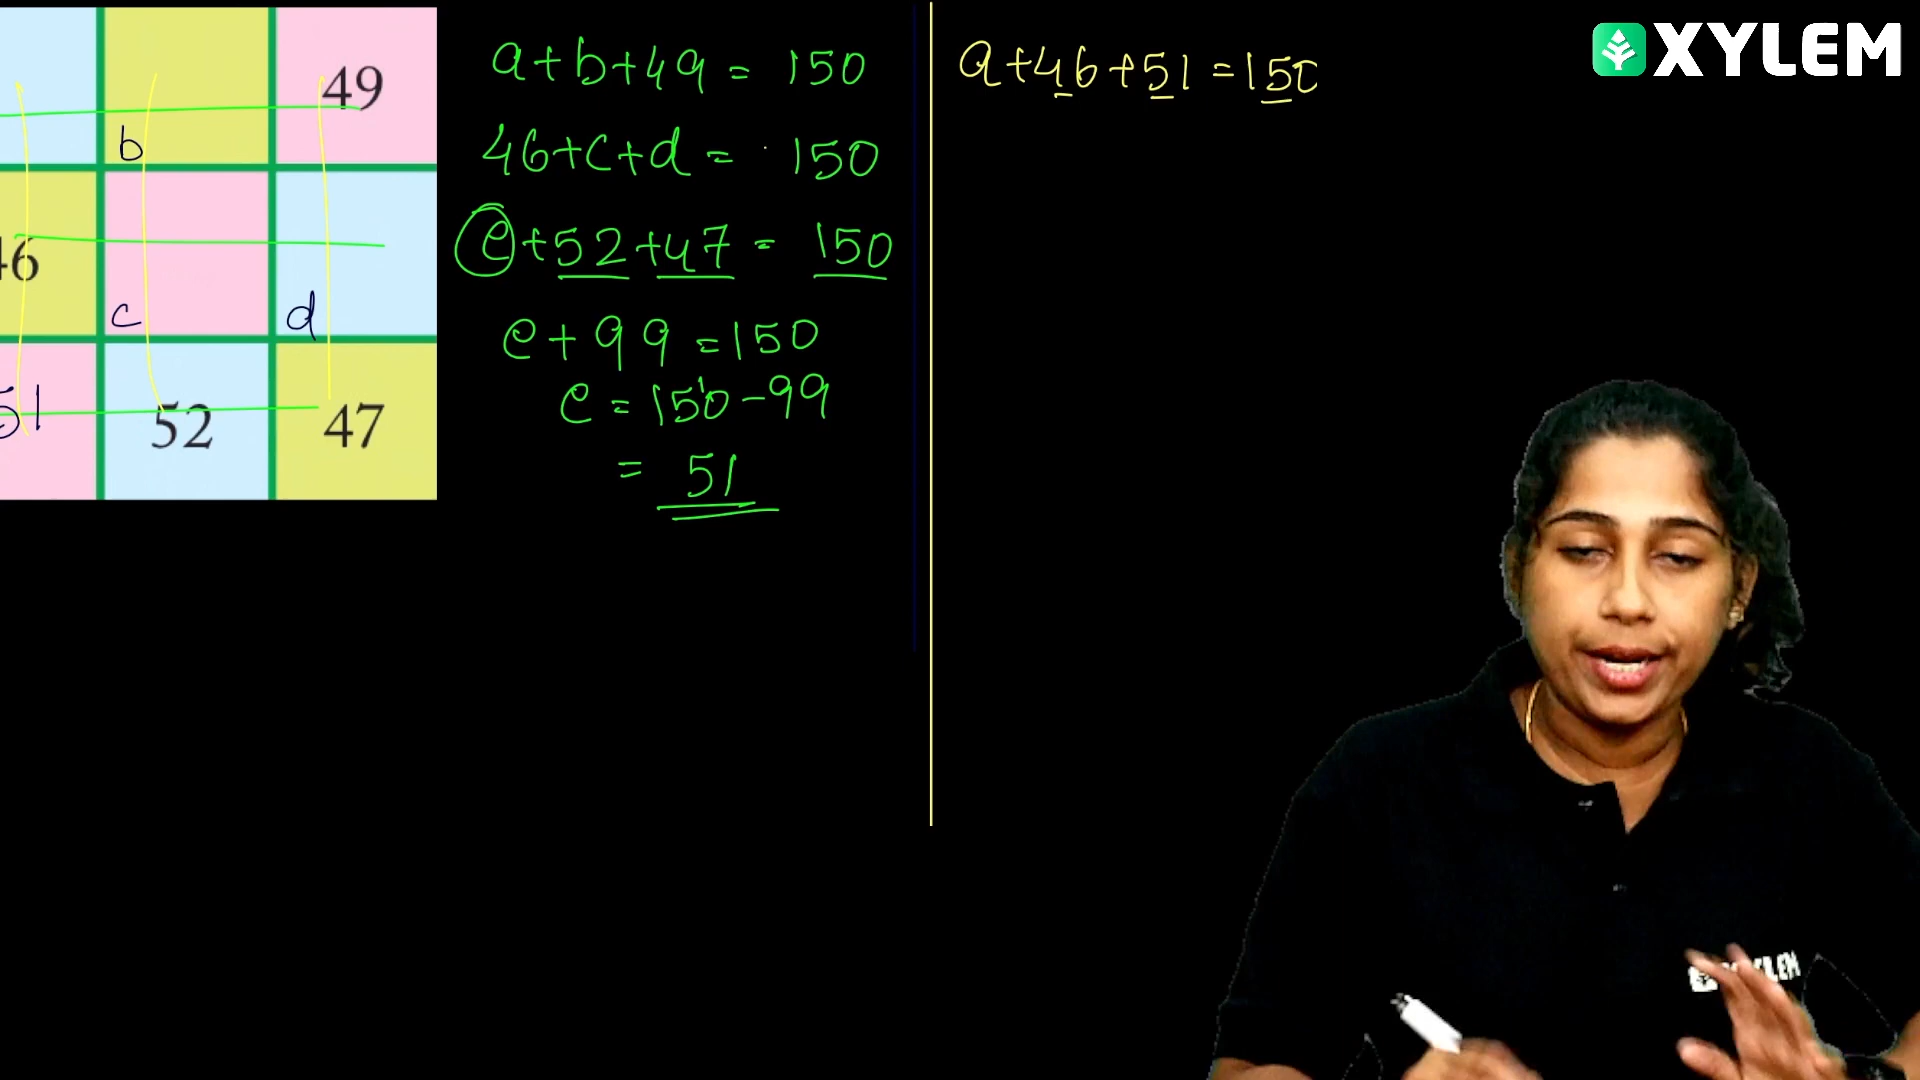 49
b
46
c
d
51
52
47
a+b+49 = 150
46+c+d = 150
e+52+47 = 150
e+99 = 150
e = 150-99
= 51
a+46+51 = 150
XYLEM